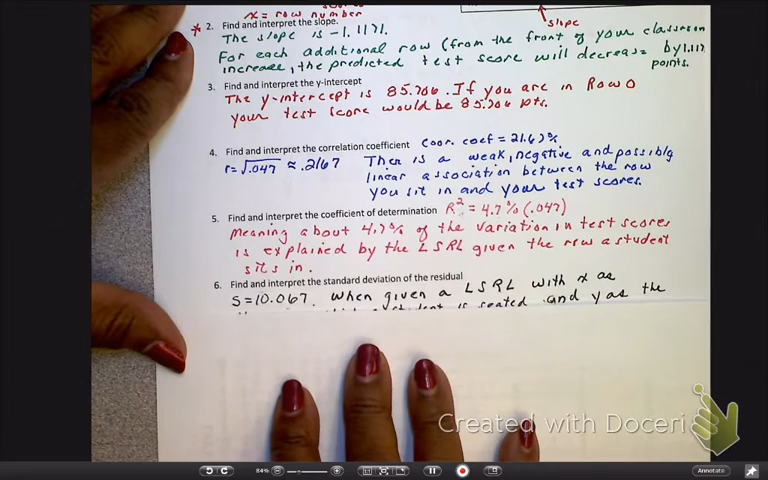 x = row number
slope
* 2. Find and interpret the slope.
The slope is -1.1171.
For each additional row (from the front of your classroom
increase, the predicted test score will decrease by 1.117
points.
3. Find and interpret the y-intercept
The y-intercept is 85.706. If you are in Row 0
your test score would be 85.706 pts.
4. Find and interpret the correlation coefficient Coor. coef = 21.67%
r=√.047 ≈ .2167 There is a weak, negative and possibly
linear association between the row
you sit in and your test scores.
5. Find and interpret the coefficient of determination R² = 4.7% (.047)
Meaning about 4.7% of the variation in test scores
is explained by the LSRL given the row a student
sits in.
6. Find and interpret the standard deviation of the residual
S=10.067. When given a LSRL with x as
student is seated and y as the
Created with Doceri
84%
Annotate